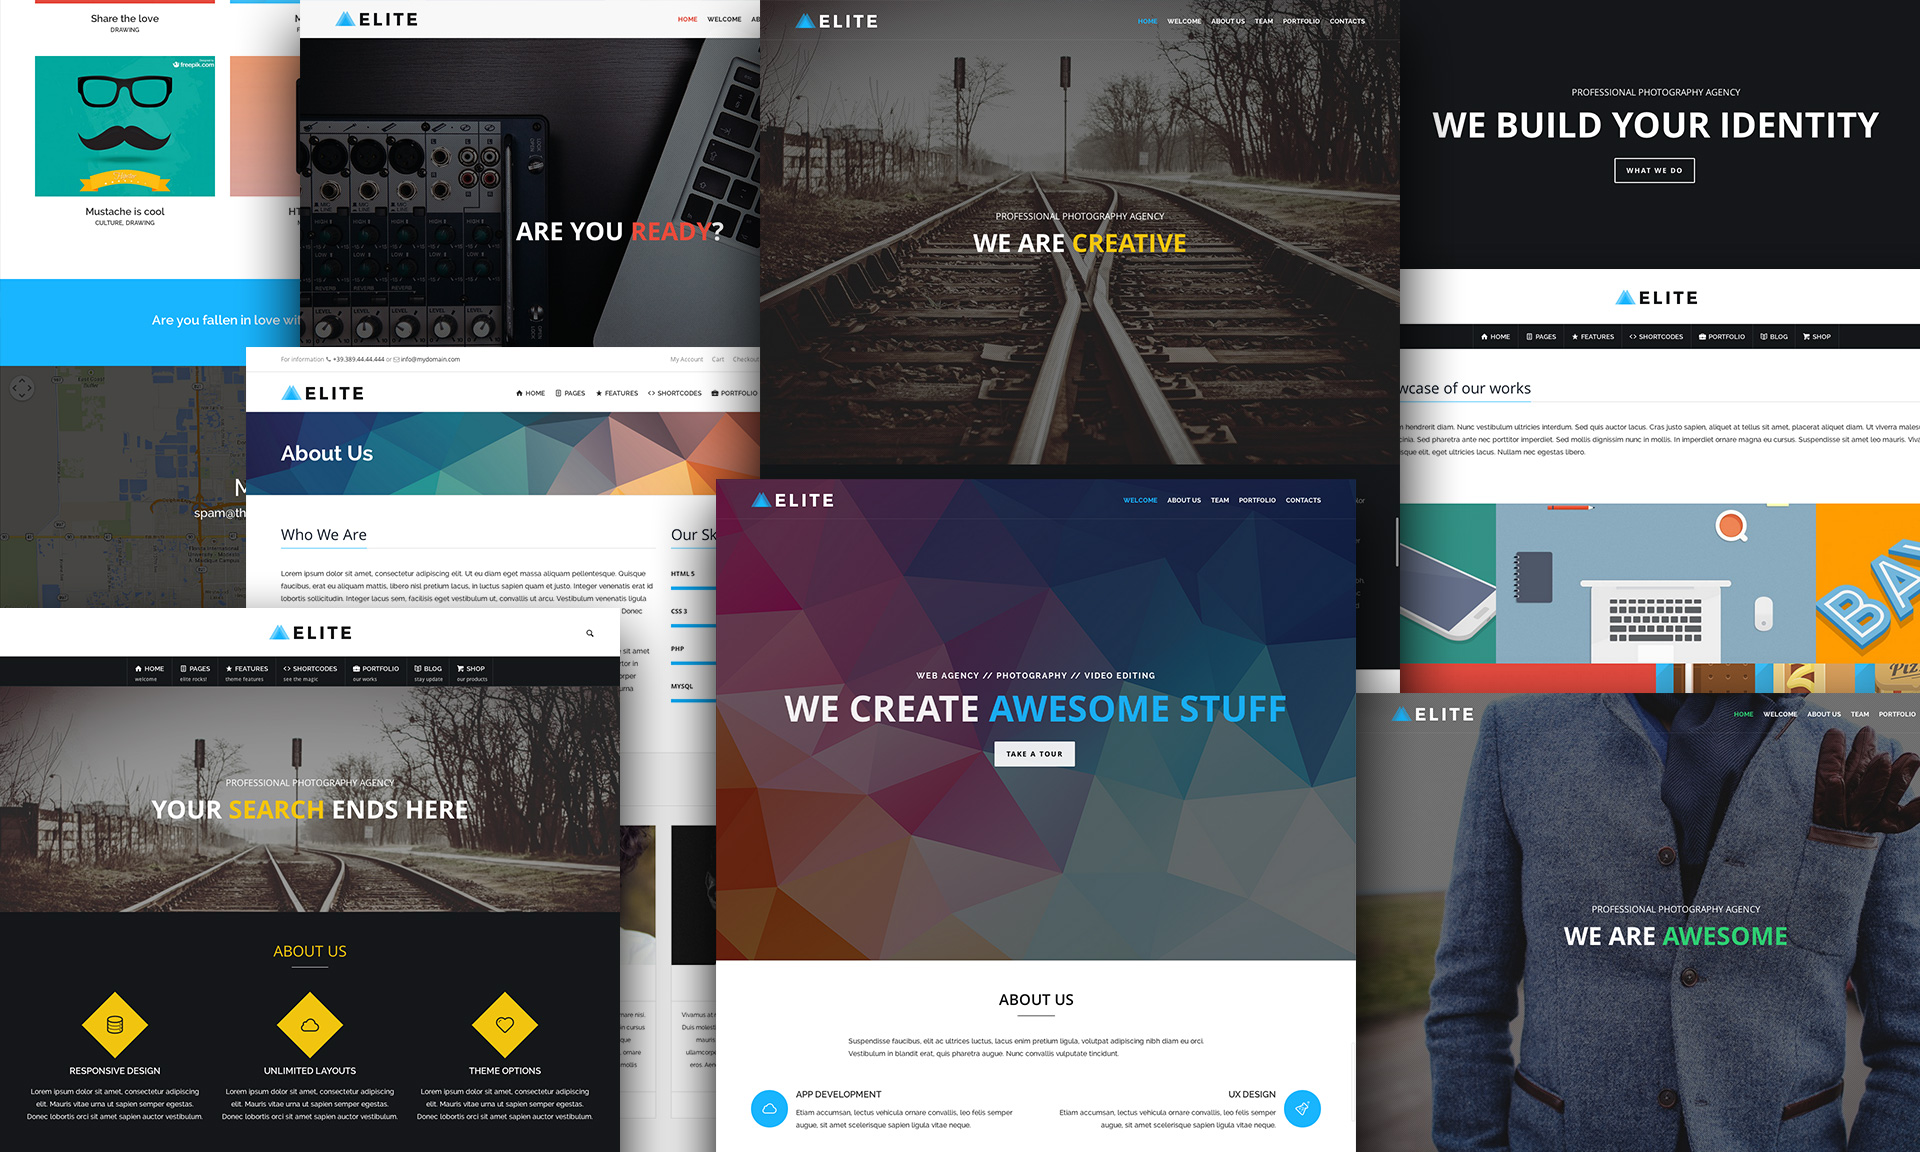 Share the love
DRAWING
freepik.com
Mustache is cool
CULTURE, DRAWING
Are you fallen in love wi
spam@th
ELITE
HOME WELCOME AB
ARE YOU READY?
ELITE
HOME WELCOME ABOUT US TEAM PORTFOLIO CONTACTS
PROFESSIONAL PHOTOGRAPHY AGENCY
WE ARE CREATIVE
PROFESSIONAL PHOTOGRAPHY AGENCY
WE BUILD YOUR IDENTITY
WHAT WE DO
ELITE
HOME PAGES FEATURES SHORTCODES PORTFOLIO BLOG SHOP
wcase of our works
hendrerit diam. Nunc vestibulum ultricies interdum. Sed quis auctor lacus. Cras justo sapien, aliquet at tellus sit amet, placerat aliquet diam. Ut viverra males
cinia. Sed pharetra ante nec porttitor imperdiet. Sed mollis dignissim nunc in mollis. In imperdiet ornare magna eu cursus. Suspendisse sit amet leo mauris. Viva
sque elit, eget ultricies lacus. Nullam nec egestas libero.
BA
For information +39.389.44.44.444 or info@mydomain.com
My Account Cart Checkout
ELITE
HOME PAGES FEATURES SHORTCODES PORTFOLIO
About Us
Who We Are
Lorem ipsum dolor sit amet, consectetur adipiscing elit. Ut eu diam eget massa aliquam pellentesque. Quisque
faucibus, erat eu aliquam mattis, libero nisl pretium lacus, in luctus sapien quam et justo. Integer venenatis erat id
lobortis sollicitudin. Integer lacus sem, facilisis eget vestibulum ut, convallis ut arcu. Vestibulum venenatis ligula
Donec
sit amet
tor in
orper
urna
Our Sk
HTML 5
CSS 3
PHP
MYSQL
ELITE
HOME PAGES FEATURES SHORTCODES PORTFOLIO BLOG SHOP
welcome elite rocks! theme features see the magic our works stay update our products
PROFESSIONAL PHOTOGRAPHY AGENCY
YOUR SEARCH ENDS HERE
ABOUT US
RESPONSIVE DESIGN
Lorem ipsum dolor sit amet, consectetur adipiscing
elit. Mauris vitae urna ut sapien semper egestas.
Donec lobortis orci sit amet sapien auctor vestibulum.
UNLIMITED LAYOUTS
Lorem ipsum dolor sit amet, consectetur adipiscing
elit. Mauris vitae urna ut sapien semper egestas.
Donec lobortis orci sit amet sapien auctor vestibulum.
THEME OPTIONS
Lorem ipsum dolor sit amet, consectetur adipiscing
elit. Mauris vitae urna ut sapien semper egestas.
Donec lobortis orci sit amet sapien auctor vestibulum.
ELITE
WELCOME ABOUT US TEAM PORTFOLIO CONTACTS
WEB AGENCY // PHOTOGRAPHY // VIDEO EDITING
WE CREATE AWESOME STUFF
TAKE A TOUR
ABOUT US
Suspendisse faucibus, elit ac ultrices luctus, lacus enim pretium ligula, volutpat adipiscing nibh diam eu orci.
Vestibulum in blandit erat, quis pharetra augue. Nunc convallis vulputate tincidunt.
APP DEVELOPMENT
Etiam accumsan, lectus vehicula ornare convallis, leo felis semper
augue, sit amet scelerisque sapien ligula vitae neque.
UX DESIGN
Etiam accumsan, lectus vehicula ornare convallis, leo felis semper
augue, sit amet scelerisque sapien ligula vitae neque.
ELITE
HOME WELCOME ABOUT US TEAM PORTFOLIO
PROFESSIONAL PHOTOGRAPHY AGENCY
WE ARE AWESOME